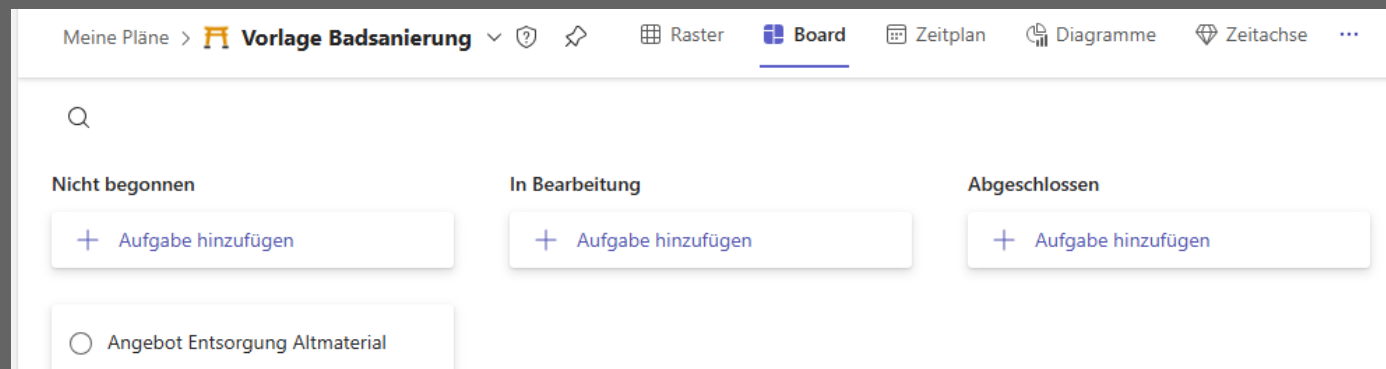 Meine Pläne > Vorlage Badsanierung Raster Board Zeitplan Diagramme Zeitachse ...
Nicht begonnen In Bearbeitung Abgeschlossen
+ Aufgabe hinzufügen + Aufgabe hinzufügen + Aufgabe hinzufügen
Angebot Entsorgung Altmaterial